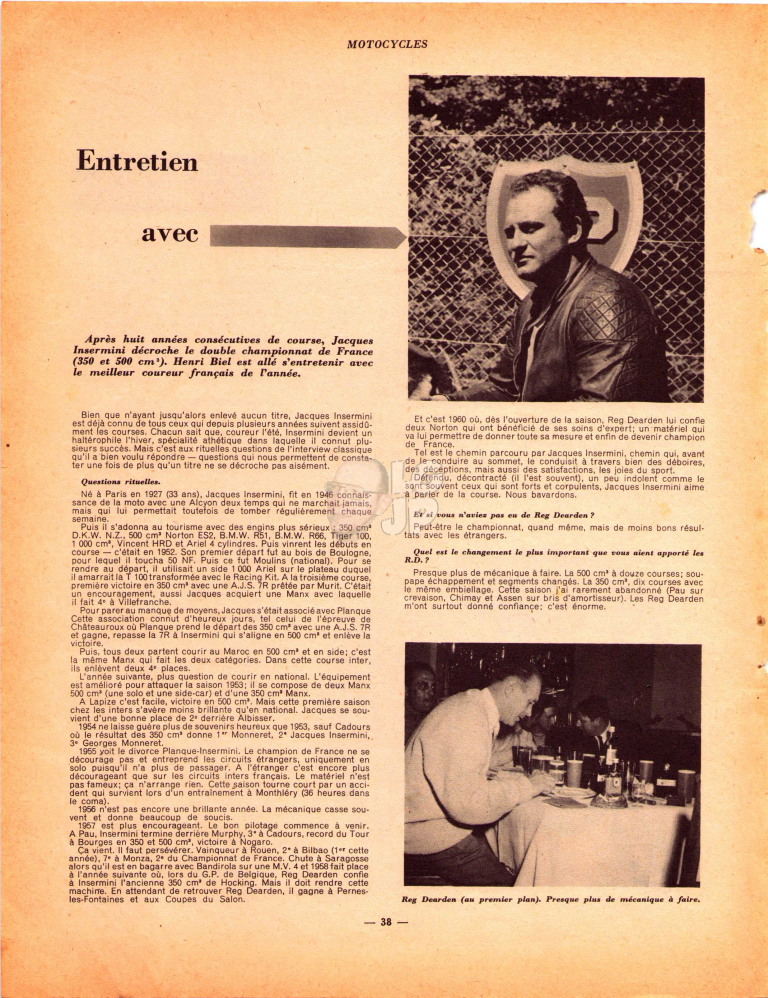 MOTOCYCLES
Entretien
avec
Après huit années consécutives de course, Jacques
Insermini décroche le double championnat de France
(350 et 500 cm³). Henri Biel est allé s'entretenir avec
le meilleur coureur français de l'année.
Bien que n'ayant jusqu'alors enlevé aucun titre, Jacques Insermini
est déjà connu de tous ceux qui depuis plusieurs années suivent assidû-
ment les courses. Chacun sait que, coureur l'été, Insermini devient un
haltérophile l'hiver, spécialité athétique dans laquelle il connut plu-
sieurs succès. Mais c'est aux rituelles questions de l'interview classique
qu'il a bien voulu répondre — questions qui nous permettent de consta-
ter une fois de plus qu'un titre ne se décroche pas aisément.
Questions rituelles.
Né à Paris en 1927 (33 ans), Jacques Insermini, fit en 1946 connais-
sance de la moto avec une Alcyon deux temps qui ne marchait jamais,
mais qui lui permettait toutefois de tomber régulièrement chaque
semaine.
Puis il s'adonna au tourisme avec des engins plus sérieux : 350 cm³
D.K.W. N.Z., 500 cm³ Norton ES2, B.M.W. R51, B.M.W. R66, Tiger 100,
1 000 cm³, Vincent HRD et Ariel 4 cylindres. Puis vinrent les débuts en
course — c'était en 1952. Son premier départ fut au bois de Boulogne,
pour lequel il toucha 50 NF. Puis ce fut Moulins (national). Pour se
rendre au départ, il utilisait un side 1 000 Ariel sur le plateau duquel
il amarrait la T 100 transformée avec le Racing Kit. A la troisième course,
première victoire en 350 cm³ avec une A.J.S. 7R prêtée par Murit. C'était
un encouragement, aussi Jacques acquiert une Manx avec laquelle
il fait 4ᵉ à Villefranche.
Pour parer au manque de moyens, Jacques s'était associé avec Planque
Cette association connut d'heureux jours, tel celui de l'épreuve de
Châteauroux où Planque prend le départ des 350 cm³ avec une A.J.S. 7R
et gagne, repasse la 7R à Insermini qui s'aligne en 500 cm³ et enlève la
victoire.
Puis, tous deux partent courir au Maroc en 500 cm³ et en side; c'est
la même Manx qui fait les deux catégories. Dans cette course inter,
ils enlèvent deux 4ᵉ places.
L'année suivante, plus question de courir en national. L'équipement
est amélioré pour attaquer la saison 1953; il se compose de deux Manx
500 cm³ (une solo et une side-car) et d'une 350 cm³ Manx.
A Lapize c'est facile, victoire en 500 cm³. Mais cette première saison
chez les inters s'avère moins brillante qu'en national. Jacques se sou-
vient d'une bonne place de 2ᵉ derrière Albisser.
1954 ne laisse guère plus de souvenirs heureux que 1953, sauf Cadours
où le résultat des 350 cm³ donne 1ᵉʳ Monneret, 2ᵉ Jacques Insermini,
3ᵉ Georges Monneret.
1955 voit le divorce Planque-Insermini. Le champion de France ne se
décourage pas et entreprend les circuits étrangers, uniquement en
solo puisqu'il n'a plus de passager. A l'étranger c'est encore plus
décourageant que sur les circuits inters français. Le matériel n'est
pas fameux; ça n'arrange rien. Cette saison tourne court par un acci-
dent qui survient lors d'un entraînement à Monthléry (36 heures dans
le coma).
1956 n'est pas encore une brillante année. La mécanique casse sou-
vent et donne beaucoup de soucis.
1957 est plus encourageant. Le bon pilotage commence à venir.
A Pau, Insermini termine derrière Murphy, 3ᵉ à Cadours, record du Tour
à Bourges en 350 et 500 cm³, victoire à Nogaro.
Ça vient. Il faut persévérer. Vainqueur à Rouen, 2ᵉ à Bilbao (1ᵉʳ cette
année), 7ᵉ à Monza, 2ᵉ du Championnat de France. Chute à Saragosse
alors qu'il est en bagarre avec Bandirola sur une M.V. 4 et 1958 fait place
à l'année suivante où, lors du G.P. de Belgique, Reg Dearden confie
à Insermini l'ancienne 350 cm³ de Hocking. Mais il doit rendre cette
machine. En attendant de retrouver Reg Dearden, il gagne à Pernes-
les-Fontaines et aux Coupes du Salon.
Et c'est 1960 où, dès l'ouverture de la saison, Reg Dearden lui confie
deux Norton qui ont bénéficié de ses soins d'expert; un matériel qui
va lui permettre de donner toute sa mesure et enfin de devenir champion
de France.
Tel est le chemin parcouru par Jacques Insermini, chemin qui, avant
de le conduire au sommet, le conduisit à travers bien des déboires,
des déceptions, mais aussi des satisfactions, les joies du sport.
Détendu, décontracté (il l'est souvent), un peu indolent comme le
sont souvent ceux qui sont forts et corpulents, Jacques Insermini aime
à parler de la course. Nous bavardons.
Et si vous n'aviez pas eu de Reg Dearden ?
Peut-être le championnat, quand même, mais de moins bons résul-
tats avec les étrangers.
Quel est le changement le plus important que vous aient apporté les
R.D. ?
Presque plus de mécanique à faire. La 500 cm³ à douze courses; sou-
pape échappement et segments changés. La 350 cm³, dix courses avec
le même embiellage. Cette saison j'ai rarement abandonné (Pau sur
crevaison, Chimay et Assen sur bris d'amortisseur). Les Reg Dearden
m'ont surtout donné confiance; c'est énorme.
Reg Dearden (au premier plan). Presque plus de mécanique à faire.
— 38 —